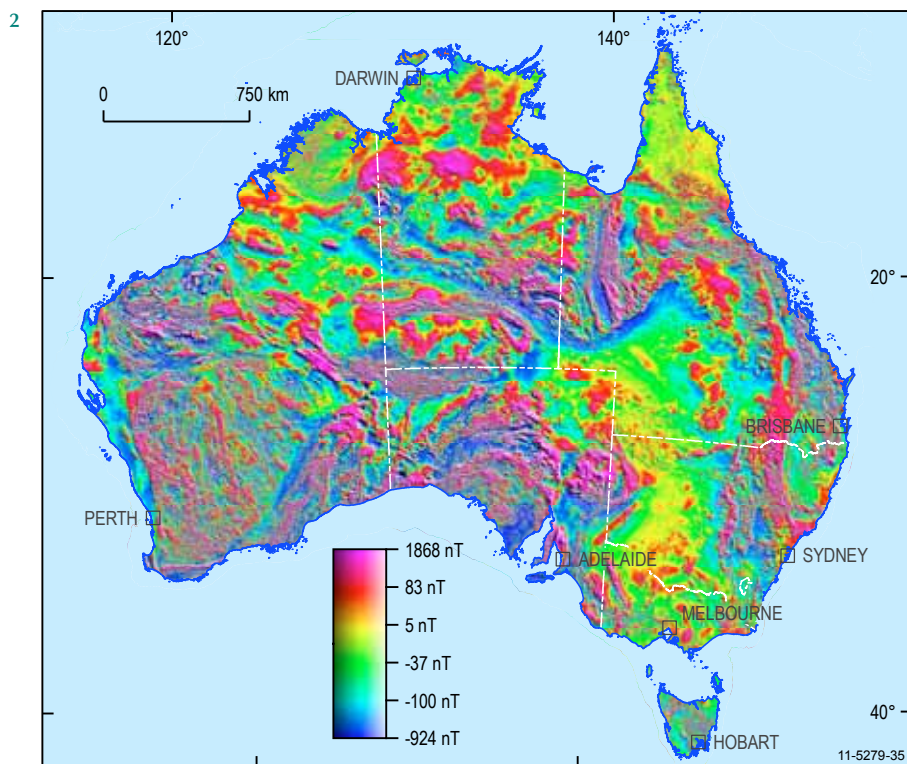 2
120°
140°
DARWIN
0 750 km
20°
BRISBANE
PERTH
1868 nT
ADELAIDE
SYDNEY
83 nT
5 nT
MELBOURNE
-37 nT
-100 nT
40°
-924 nT
HOBART
11-5279-35